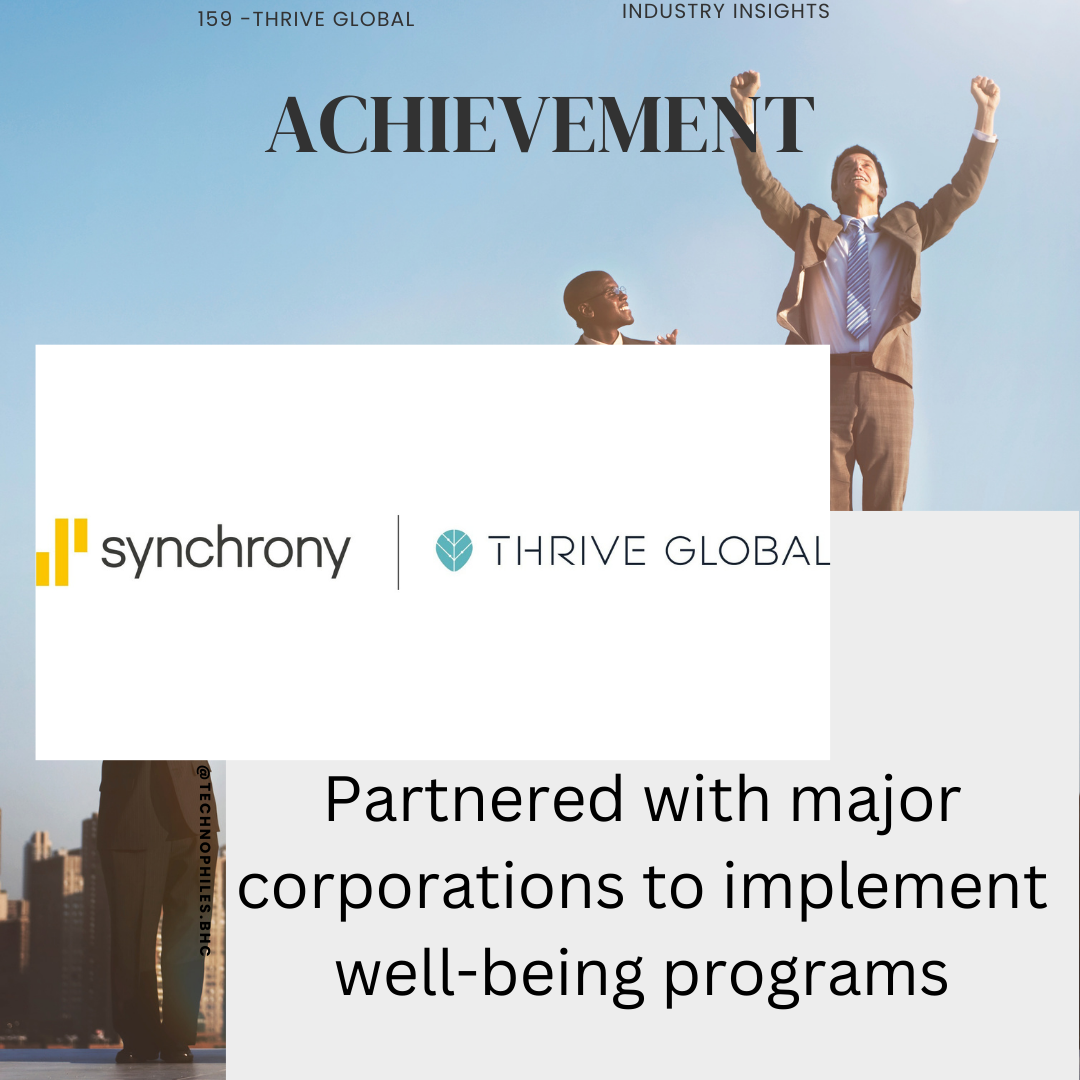 159 -THRIVE GLOBAL
INDUSTRY INSIGHTS
ACHIEVEMENT
synchrony
THRIVE GLOBAL
@TECHNOPHILES.BHC
Partnered with major
corporations to implement
well-being programs